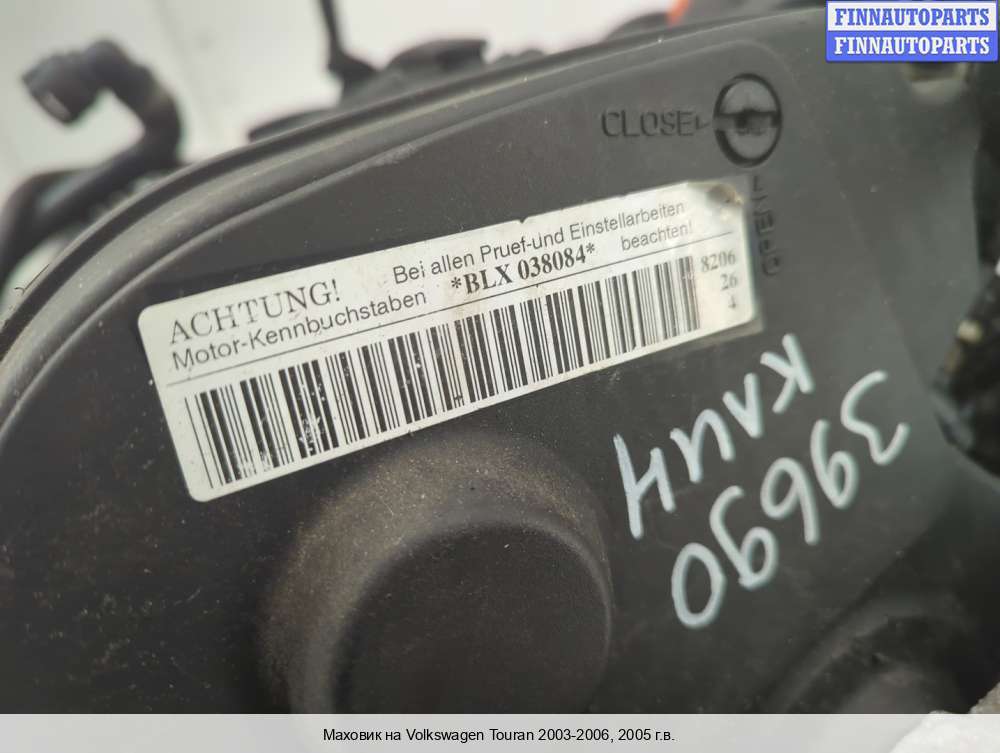 FINNAUTOPARTS
FINNAUTOPARTS
CLOSE
OPEN
ACHTUNG! Bei allen Pruef-und Einstellarbeiten
Motor-Kennbuchstaben *BLX 038084* beachten!
8206
26
4
клин
39690
Маховик на Volkswagen Touran 2003-2006, 2005 г.в.